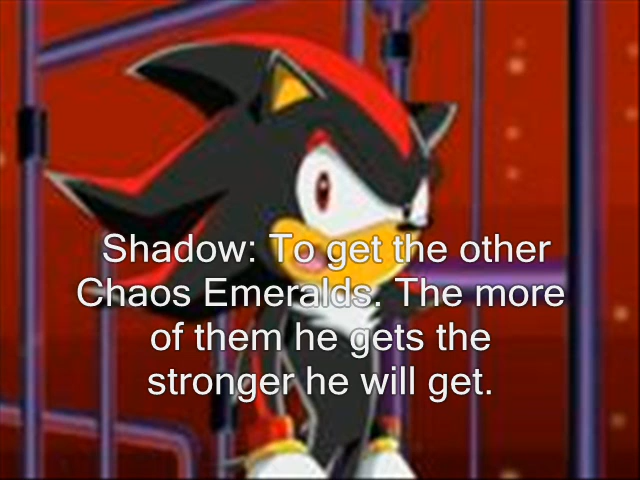 Shadow: To get the other
Chaos Emeralds. The more
of them he gets the
stronger he will get.